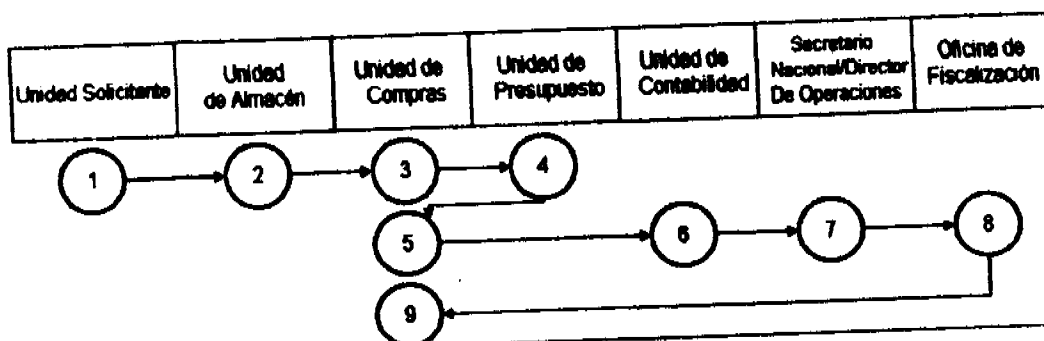 Unidad Solicitante
Unidad
de Almacén
Unidad de
Compras
Unidad de
Presupuesto
Unidad de
Contabilidad
Secretario
Nacional/Director
De Operaciones
Oficina de
Fiscalización
1
2
3
4
5
6
7
8
9